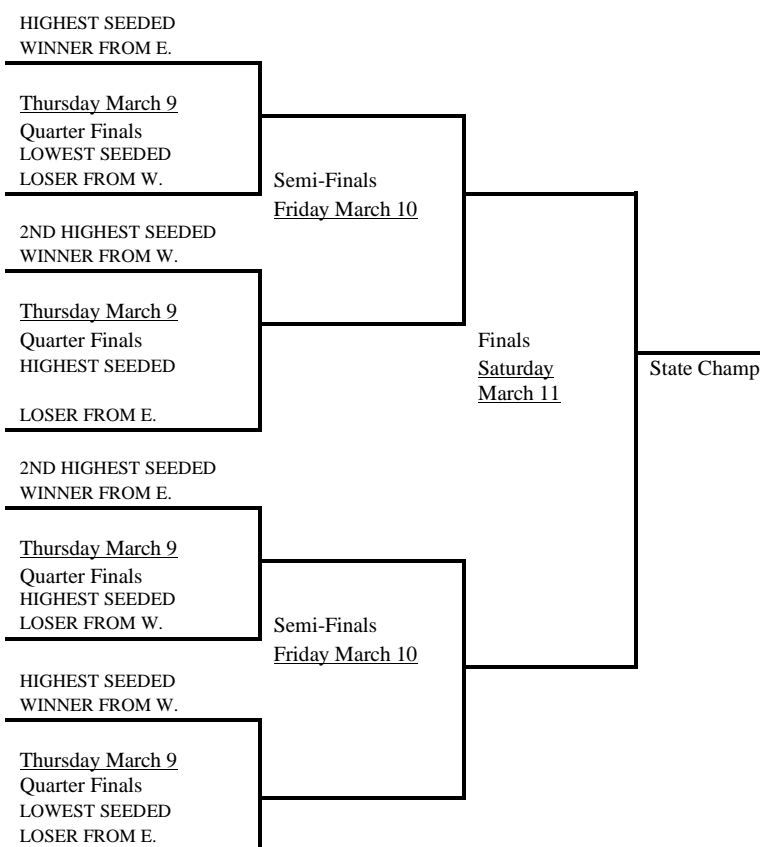 HIGHEST SEEDED
WINNER FROM E.
Thursday March 9
Quarter Finals
LOWEST SEEDED
LOSER FROM W.
Semi-Finals
Friday March 10
2ND HIGHEST SEEDED
WINNER FROM W.
Thursday March 9
Quarter Finals
HIGHEST SEEDED
LOSER FROM E.
Finals
Saturday
March 11
State Champ
2ND HIGHEST SEEDED
WINNER FROM E.
Thursday March 9
Quarter Finals
HIGHEST SEEDED
LOSER FROM W.
Semi-Finals
Friday March 10
HIGHEST SEEDED
WINNER FROM W.
Thursday March 9
Quarter Finals
LOWEST SEEDED
LOSER FROM E.